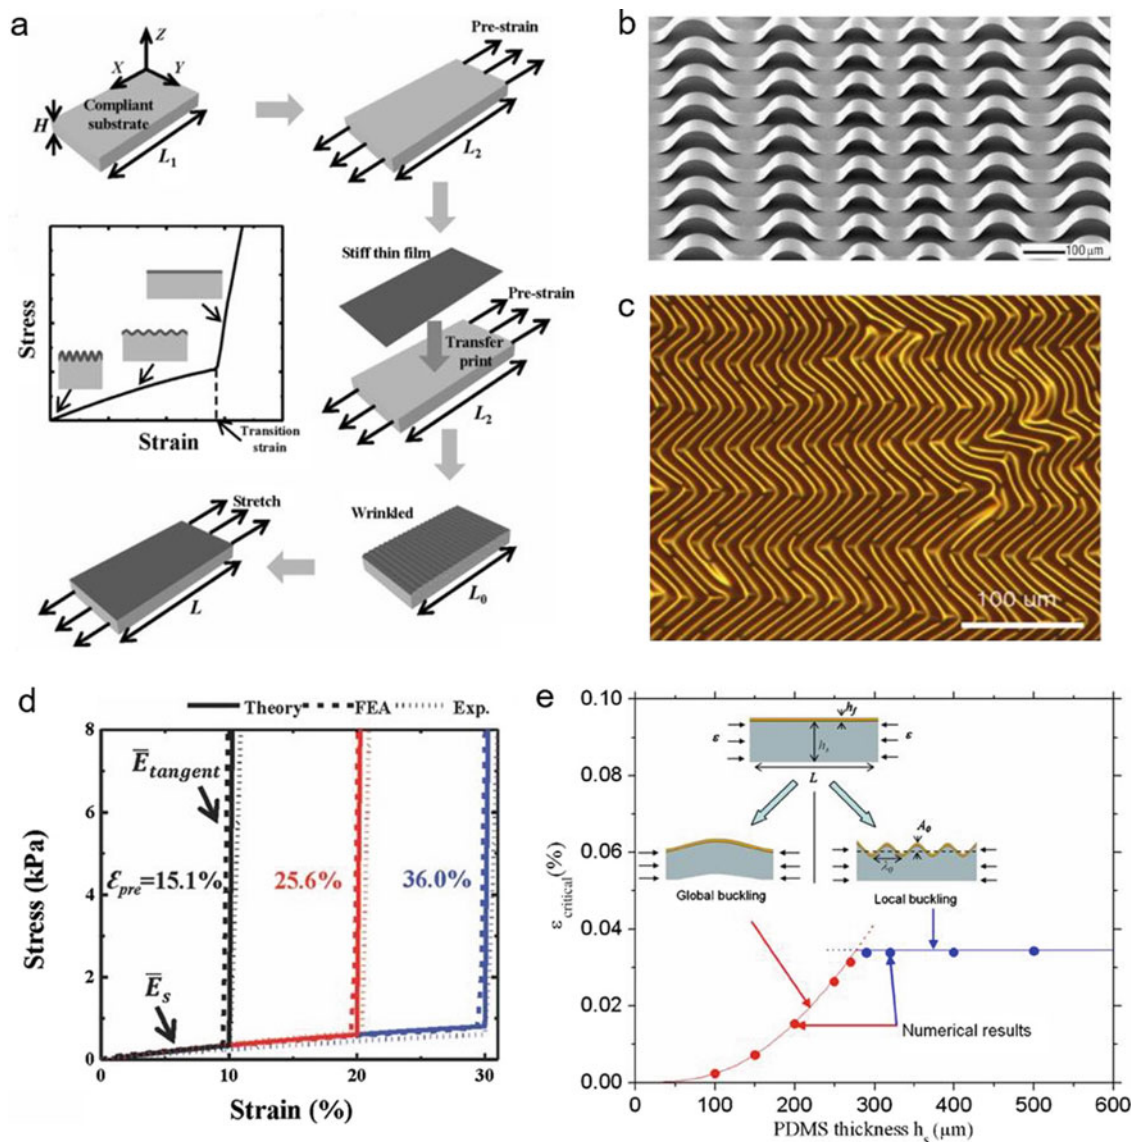 a
Z
X
Y
Compliant
substrate
H
L1
Pre-strain
L2
Stiff thin film
Pre-strain
Transfer
print
L2
Stress
Strain
Transition
strain
Stretch
L
Wrinkled
L0
b
100 μm
c
100 um
d
Theory
FEA
Exp.
Stress (kPa)
8
6
4
2
0
Ē_tangent
ε_pre=15.1%
25.6%
36.0%
Ē_s
0
10
20
30
Strain (%)
e
ε_critical (%)
0.10
0.08
0.06
0.04
0.02
0.00
h_f
ε
h_s
ε
L
A_0
λ_0
Global buckling
Local buckling
Numerical results
0
100
200
300
400
500
600
PDMS thickness h_s (μm)